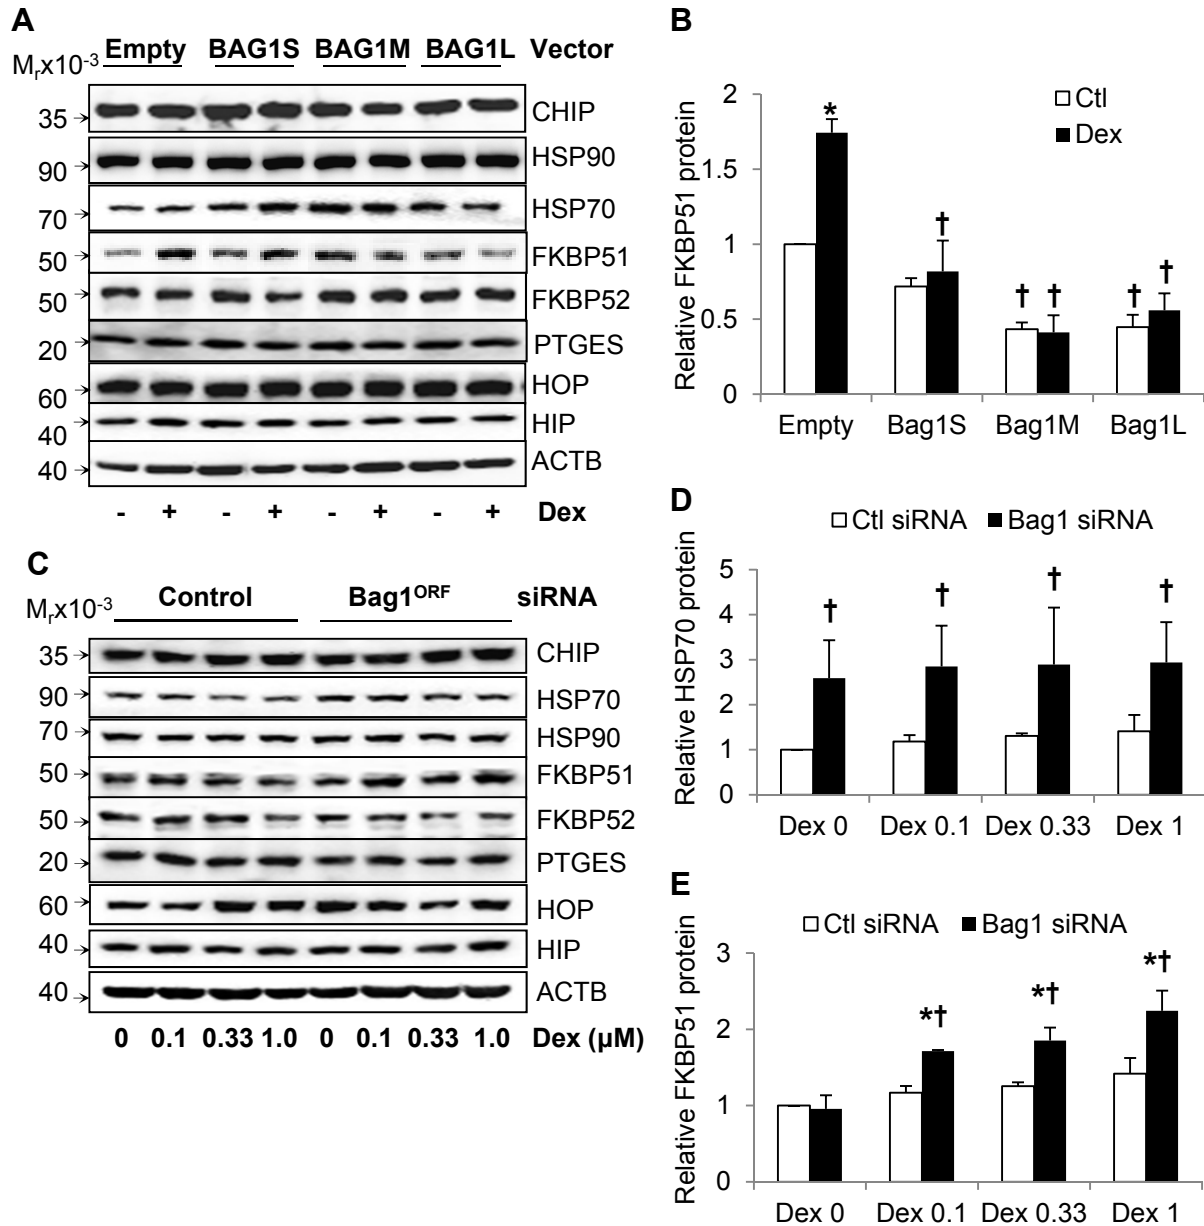 A
Empty BAG1S BAG1M BAG1L Vector
Mrx10-3
35 CHIP
90 HSP90
70 HSP70
50 FKBP51
50 FKBP52
20 PTGES
60 HOP
40 HIP
40 ACTB
- + - + - + - + Dex
B
Relative FKBP51 protein
2
1.5
1
0.5
0
Ctl
Dex
*
†
† †
† †
Empty Bag1S Bag1M Bag1L
C
Control Bag1ORF siRNA
Mrx10-3
35 CHIP
90 HSP70
70 HSP90
50 FKBP51
50 FKBP52
20 PTGES
60 HOP
40 HIP
40 ACTB
0 0.1 0.33 1.0 0 0.1 0.33 1.0 Dex (µM)
D
Ctl siRNA Bag1 siRNA
Relative HSP70 protein
5
4
3
2
1
0
† † † †
Dex 0 Dex 0.1 Dex 0.33 Dex 1
E
Ctl siRNA Bag1 siRNA
Relative FKBP51 protein
3
2
1
0
*† *† *†
Dex 0 Dex 0.1 Dex 0.33 Dex 1